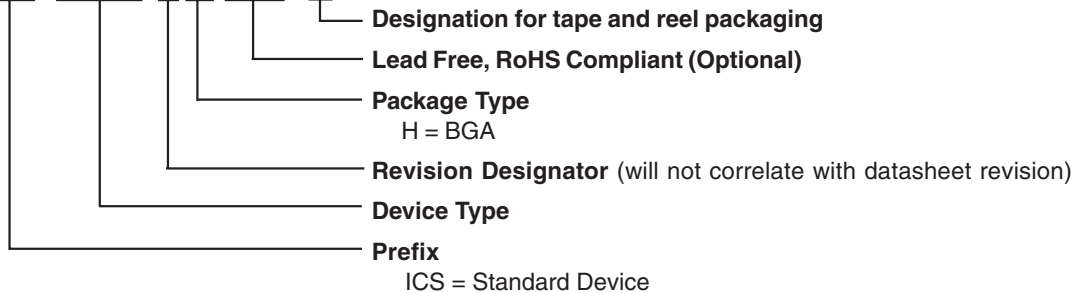 Designation for tape and reel packaging
Lead Free, RoHS Compliant (Optional)
Package Type
H = BGA
Revision Designator (will not correlate with datasheet revision)
Device Type
Prefix
ICS = Standard Device